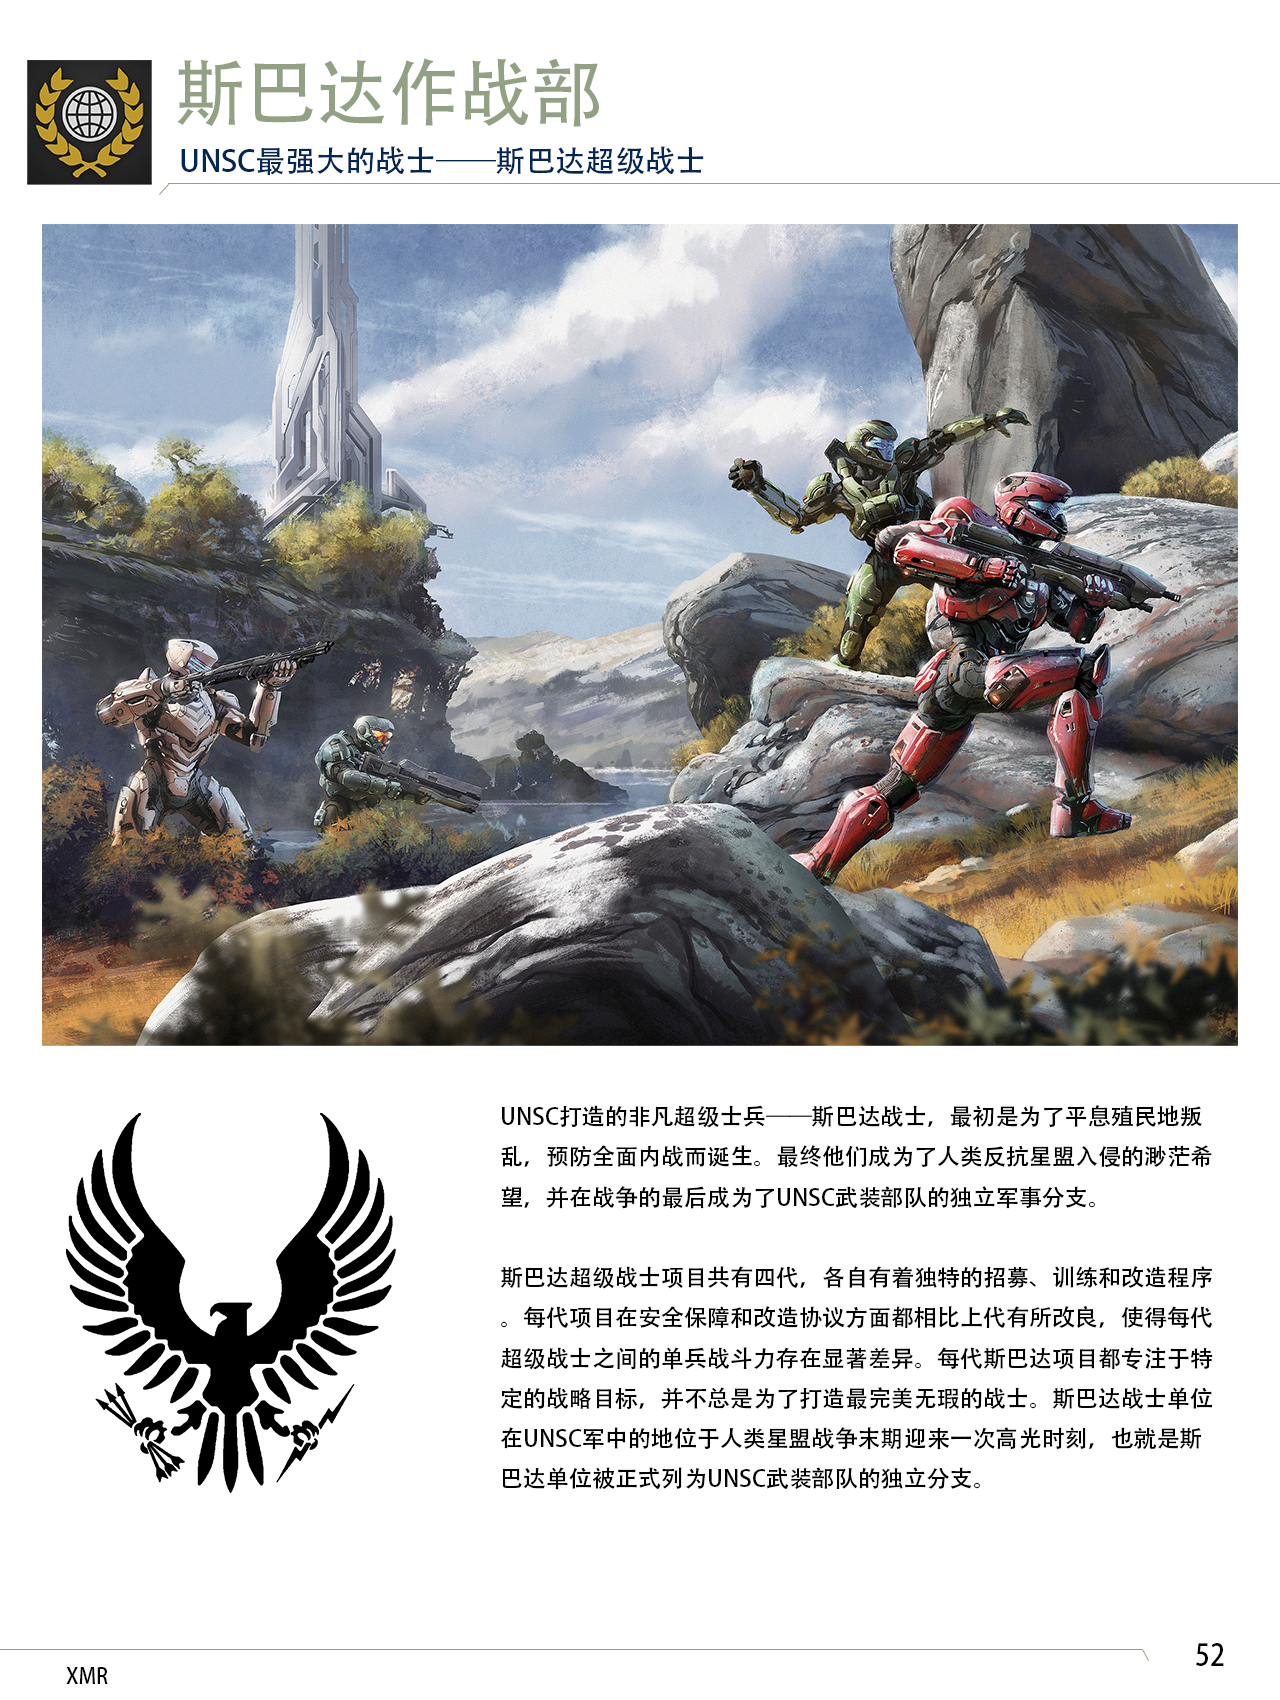 斯巴达作战部
UNSC最强大的战士——斯巴达超级战士
UNSC打造的非凡超级士兵——斯巴达战士，最初是为了平息殖民地叛
乱，预防全面内战而诞生。最终他们成为了人类反抗星盟入侵的渺茫希
望，并在战争的最后成为了UNSC武装部队的独立军事分支。
斯巴达超级战士项目共有四代，各自有着独特的招募、训练和改造程序
。每代项目在安全保障和改造协议方面都相比上代有所改良，使得每代
超级战士之间的单兵战斗力存在显著差异。每代斯巴达项目都专注于特
定的战略目标，并不总是为了打造最完美无瑕的战士。斯巴达战士单位
在UNSC军中的地位于人类星盟战争末期迎来一次高光时刻，也就是斯
巴达单位被正式列为UNSC武装部队的独立分支。
52
XMR